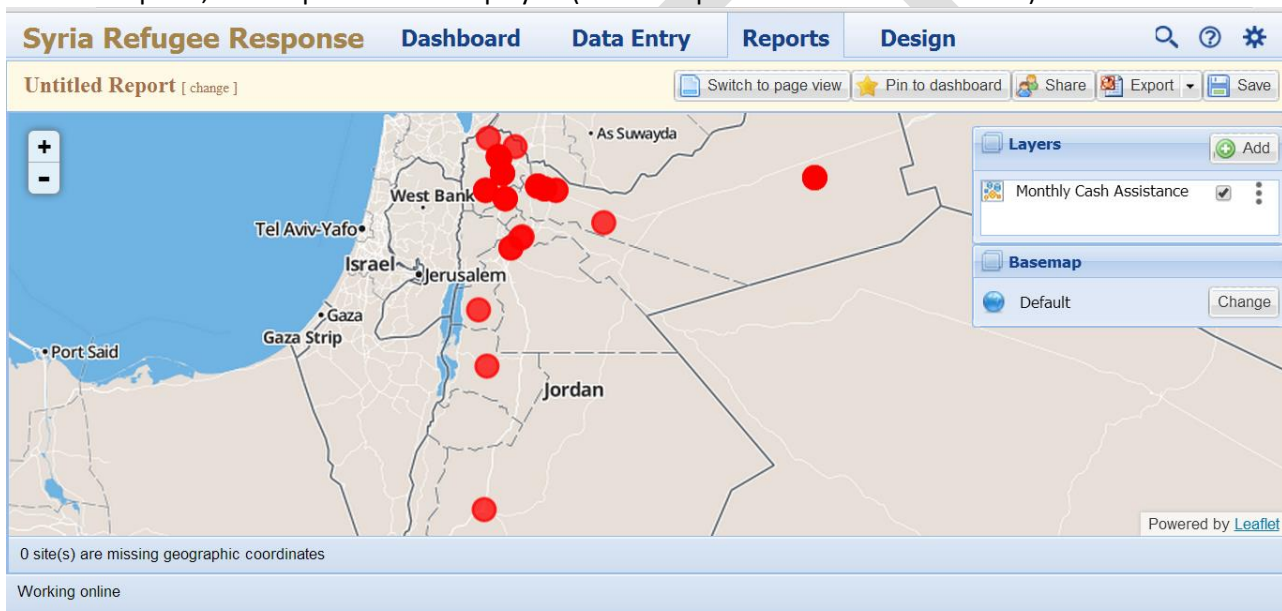 Syria Refugee Response Dashboard Data Entry Reports Design
Untitled Report [ change ] Switch to page view Pin to dashboard Share Export Save
+
-
As Suwayda
West Bank
Tel Aviv-Yafo
Israel
Jerusalem
Gaza
Gaza Strip
Port Said
Jordan
Layers Add
Monthly Cash Assistance
Basemap
Default Change
Powered by Leaflet
0 site(s) are missing geographic coordinates
Working online